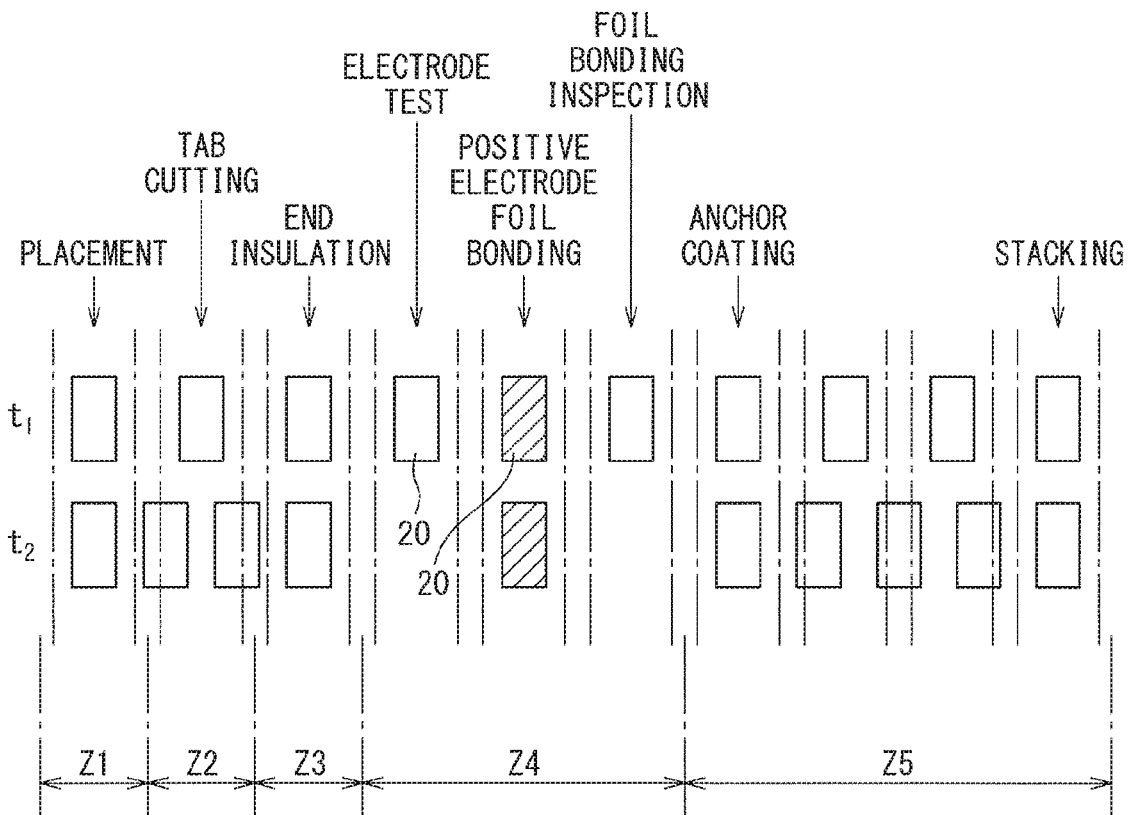 FOIL
BONDING
INSPECTION
ELECTRODE
TEST
POSITIVE
ELECTRODE
FOIL
BONDING
TAB
CUTTING
END
INSULATION
ANCHOR
COATING
PLACEMENT
STACKING
t1
20
20
t2
Z1 Z2 Z3 Z4 Z5